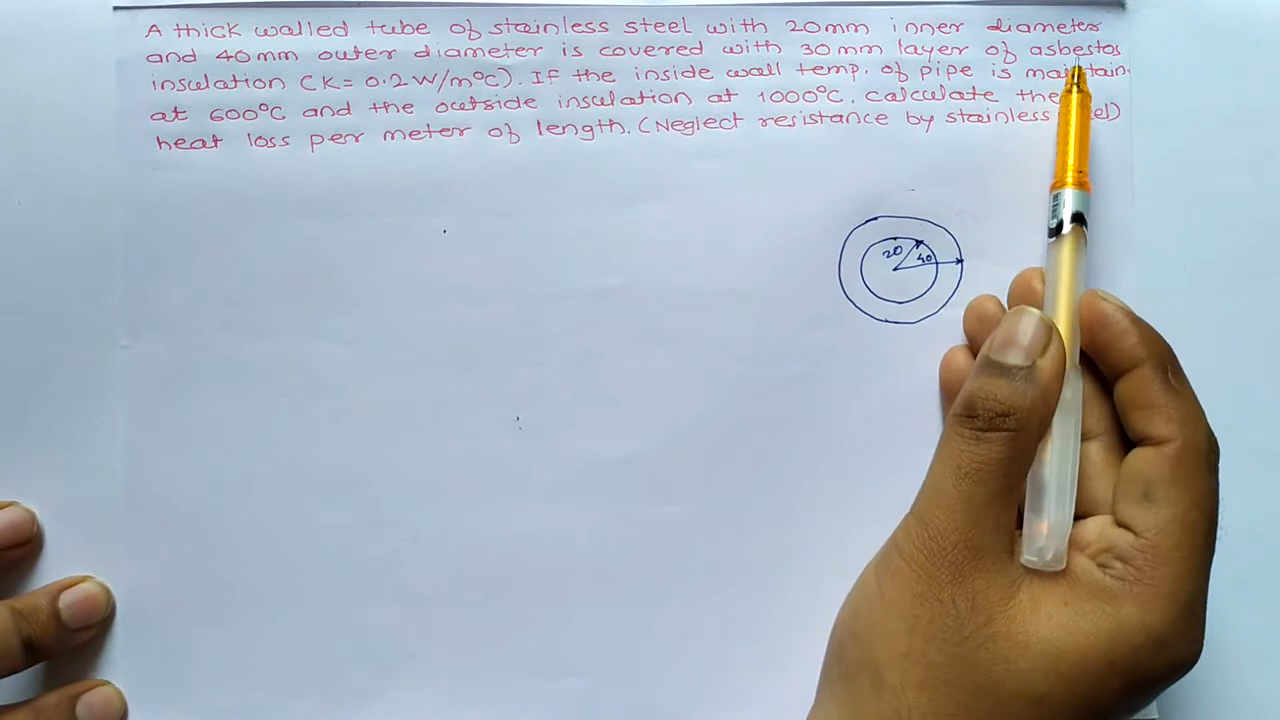 A thick walled tube of stainless steel with 20mm inner diameter
and 40mm outer diameter is covered with 30mm layer of asbestos
insulation (K= 0.2 W/m°C). If the inside wall temp. of pipe is
at 600°C and the outside insulation at 1000°C. calculate the
heat loss per meter of length. (Neglect resistance by stainless
20
40